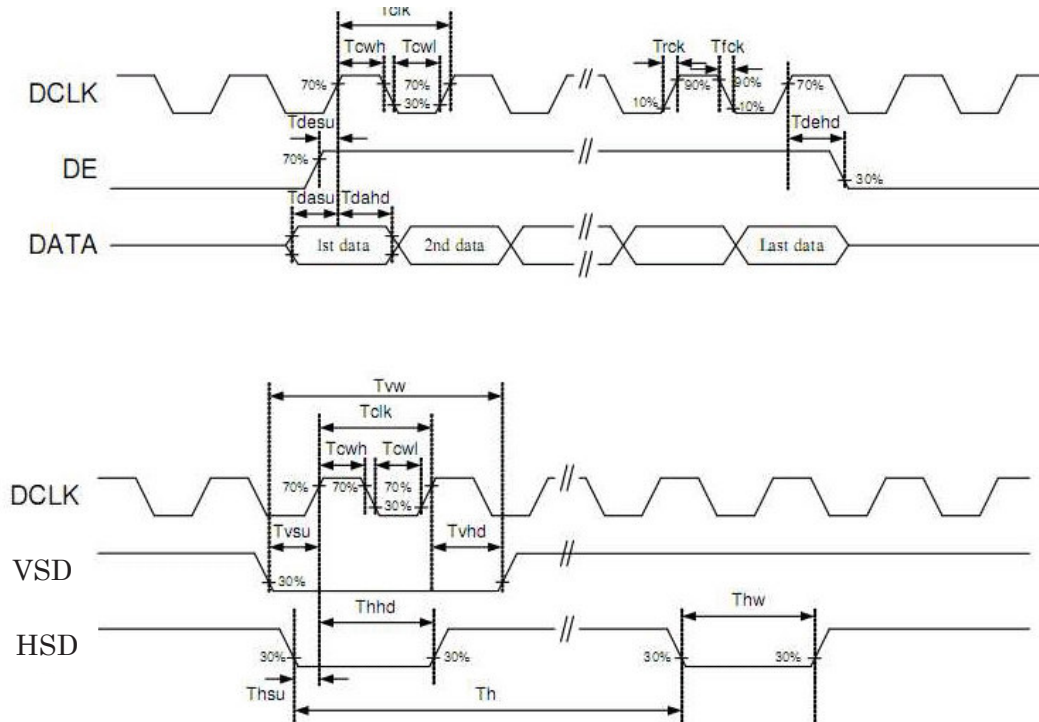 Tclk
Tcwh Tcwl Trck Tfck
DCLK 70% 70% 30% 10% 90% 90% 10% 70%
Tdesu Tdehd
DE 70% 30%
Tdasu Tdahd
DATA 1st data 2nd data Last data
Tvw
Tclk
Tcwh Tcwl
DCLK 70% 70% 70% 30%
Tvsu Tvhd
VSD 30%
Thhd Thw
HSD 30% 30% 30% 30%
Thsu Th